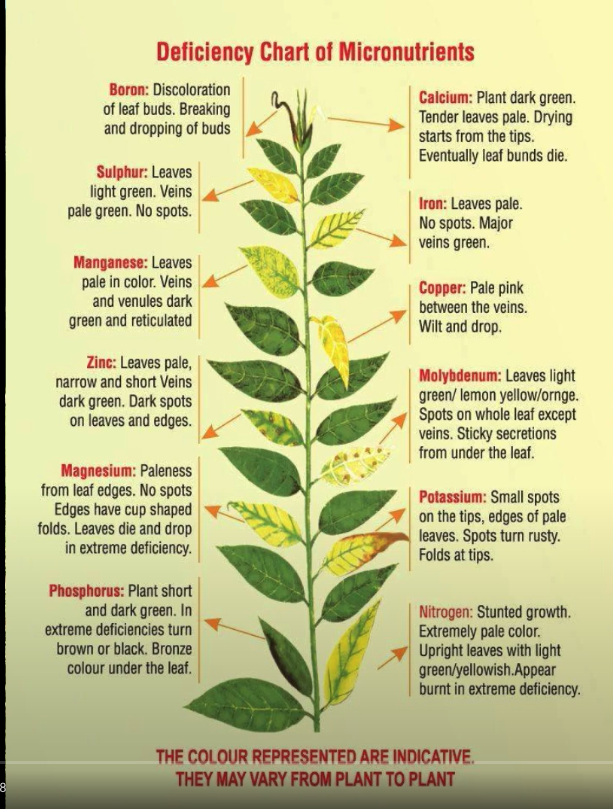 Deficiency Chart of Micronutrients
Boron: Discoloration
of leaf buds. Breaking
and dropping of buds
Sulphur: Leaves
light green. Veins
pale green. No spots.
Manganese: Leaves
pale in color. Veins
and venules dark
green and reticulated
Zinc: Leaves pale,
narrow and short Veins
dark green. Dark spots
on leaves and edges.
Magnesium: Paleness
from leaf edges. No spots
Edges have cup shaped
folds. Leaves die and drop
in extreme deficiency.
Phosphorus: Plant short
and dark green. In
extreme deficiencies turn
brown or black. Bronze
colour under the leaf.
Calcium: Plant dark green.
Tender leaves pale. Drying
starts from the tips.
Eventually leaf bunds die.
Iron: Leaves pale.
No spots. Major
veins green.
Copper: Pale pink
between the veins.
Wilt and drop.
Molybdenum: Leaves light
green/ lemon yellow/ornge.
Spots on whole leaf except
veins. Sticky secretions
from under the leaf.
Potassium: Small spots
on the tips, edges of pale
leaves. Spots turn rusty.
Folds at tips.
Nitrogen: Stunted growth.
Extremely pale color.
Upright leaves with light
green/yellowish.Appear
burnt in extreme deficiency.
THE COLOUR REPRESENTED ARE INDICATIVE.
THEY MAY VARY FROM PLANT TO PLANT
8